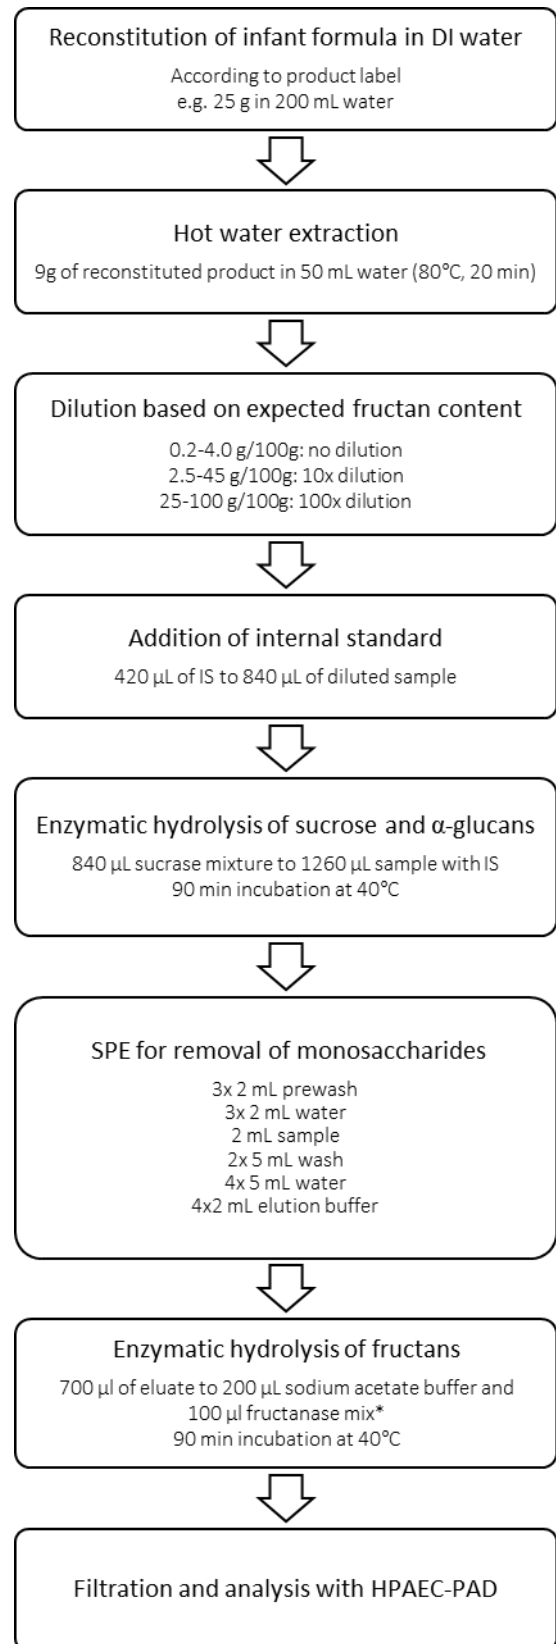 Reconstitution of infant formula in DI water
According to product label
e.g. 25 g in 200 mL water
Hot water extraction
9g of reconstituted product in 50 mL water (80°C, 20 min)
Dilution based on expected fructan content
0.2-4.0 g/100g: no dilution
2.5-45 g/100g: 10x dilution
25-100 g/100g: 100x dilution
Addition of internal standard
420 µL of IS to 840 µL of diluted sample
Enzymatic hydrolysis of sucrose and α-glucans
840 µL sucrase mixture to 1260 µL sample with IS
90 min incubation at 40°C
SPE for removal of monosaccharides
3x 2 mL prewash
3x 2 mL water
2 mL sample
2x 5 mL wash
4x 5 mL water
4x2 mL elution buffer
Enzymatic hydrolysis of fructans
700 µl of eluate to 200 µL sodium acetate buffer and
100 µl fructanase mix*
90 min incubation at 40°C
Filtration and analysis with HPAEC-PAD